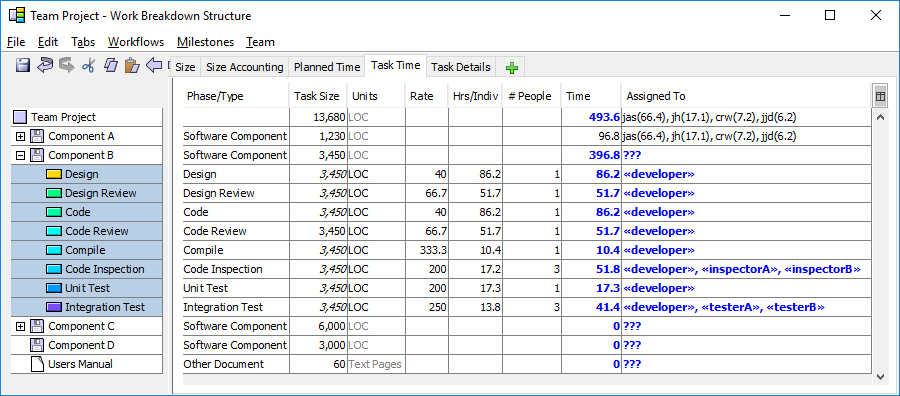 Team Project - Work Breakdown Structure
File Edit Tabs Workflows Milestones Team
Size Size Accounting Planned Time Task Time Task Details
Phase/Type Task Size Units Rate Hrs/Indiv # People Time Assigned To
Team Project 13,680 LOC 493.6 jas(66.4), jh(17.1), crw(7.2), jjd(6.2)
Component A Software Component 1,230 LOC 96.8 jas(66.4), jh(17.1), crw(7.2), jjd(6.2)
Component B Software Component 3,450 LOC 396.8 ???
Design Design 3,450 LOC 40 86.2 1 86.2 «developer»
Design Review Design Review 3,450 LOC 66.7 51.7 1 51.7 «developer»
Code Code 3,450 LOC 40 86.2 1 86.2 «developer»
Code Review Code Review 3,450 LOC 66.7 51.7 1 51.7 «developer»
Compile Compile 3,450 LOC 333.3 10.4 1 10.4 «developer»
Code Inspection Code Inspection 3,450 LOC 200 17.2 3 51.8 «developer», «inspectorA», «inspectorB»
Unit Test Unit Test 3,450 LOC 200 17.3 1 17.3 «developer»
Integration Test Integration Test 3,450 LOC 250 13.8 3 41.4 «developer», «testerA», «testerB»
Component C Software Component 6,000 LOC 0 ???
Component D Software Component 3,000 LOC 0 ???
Users Manual Other Document 60 Text Pages 0 ???